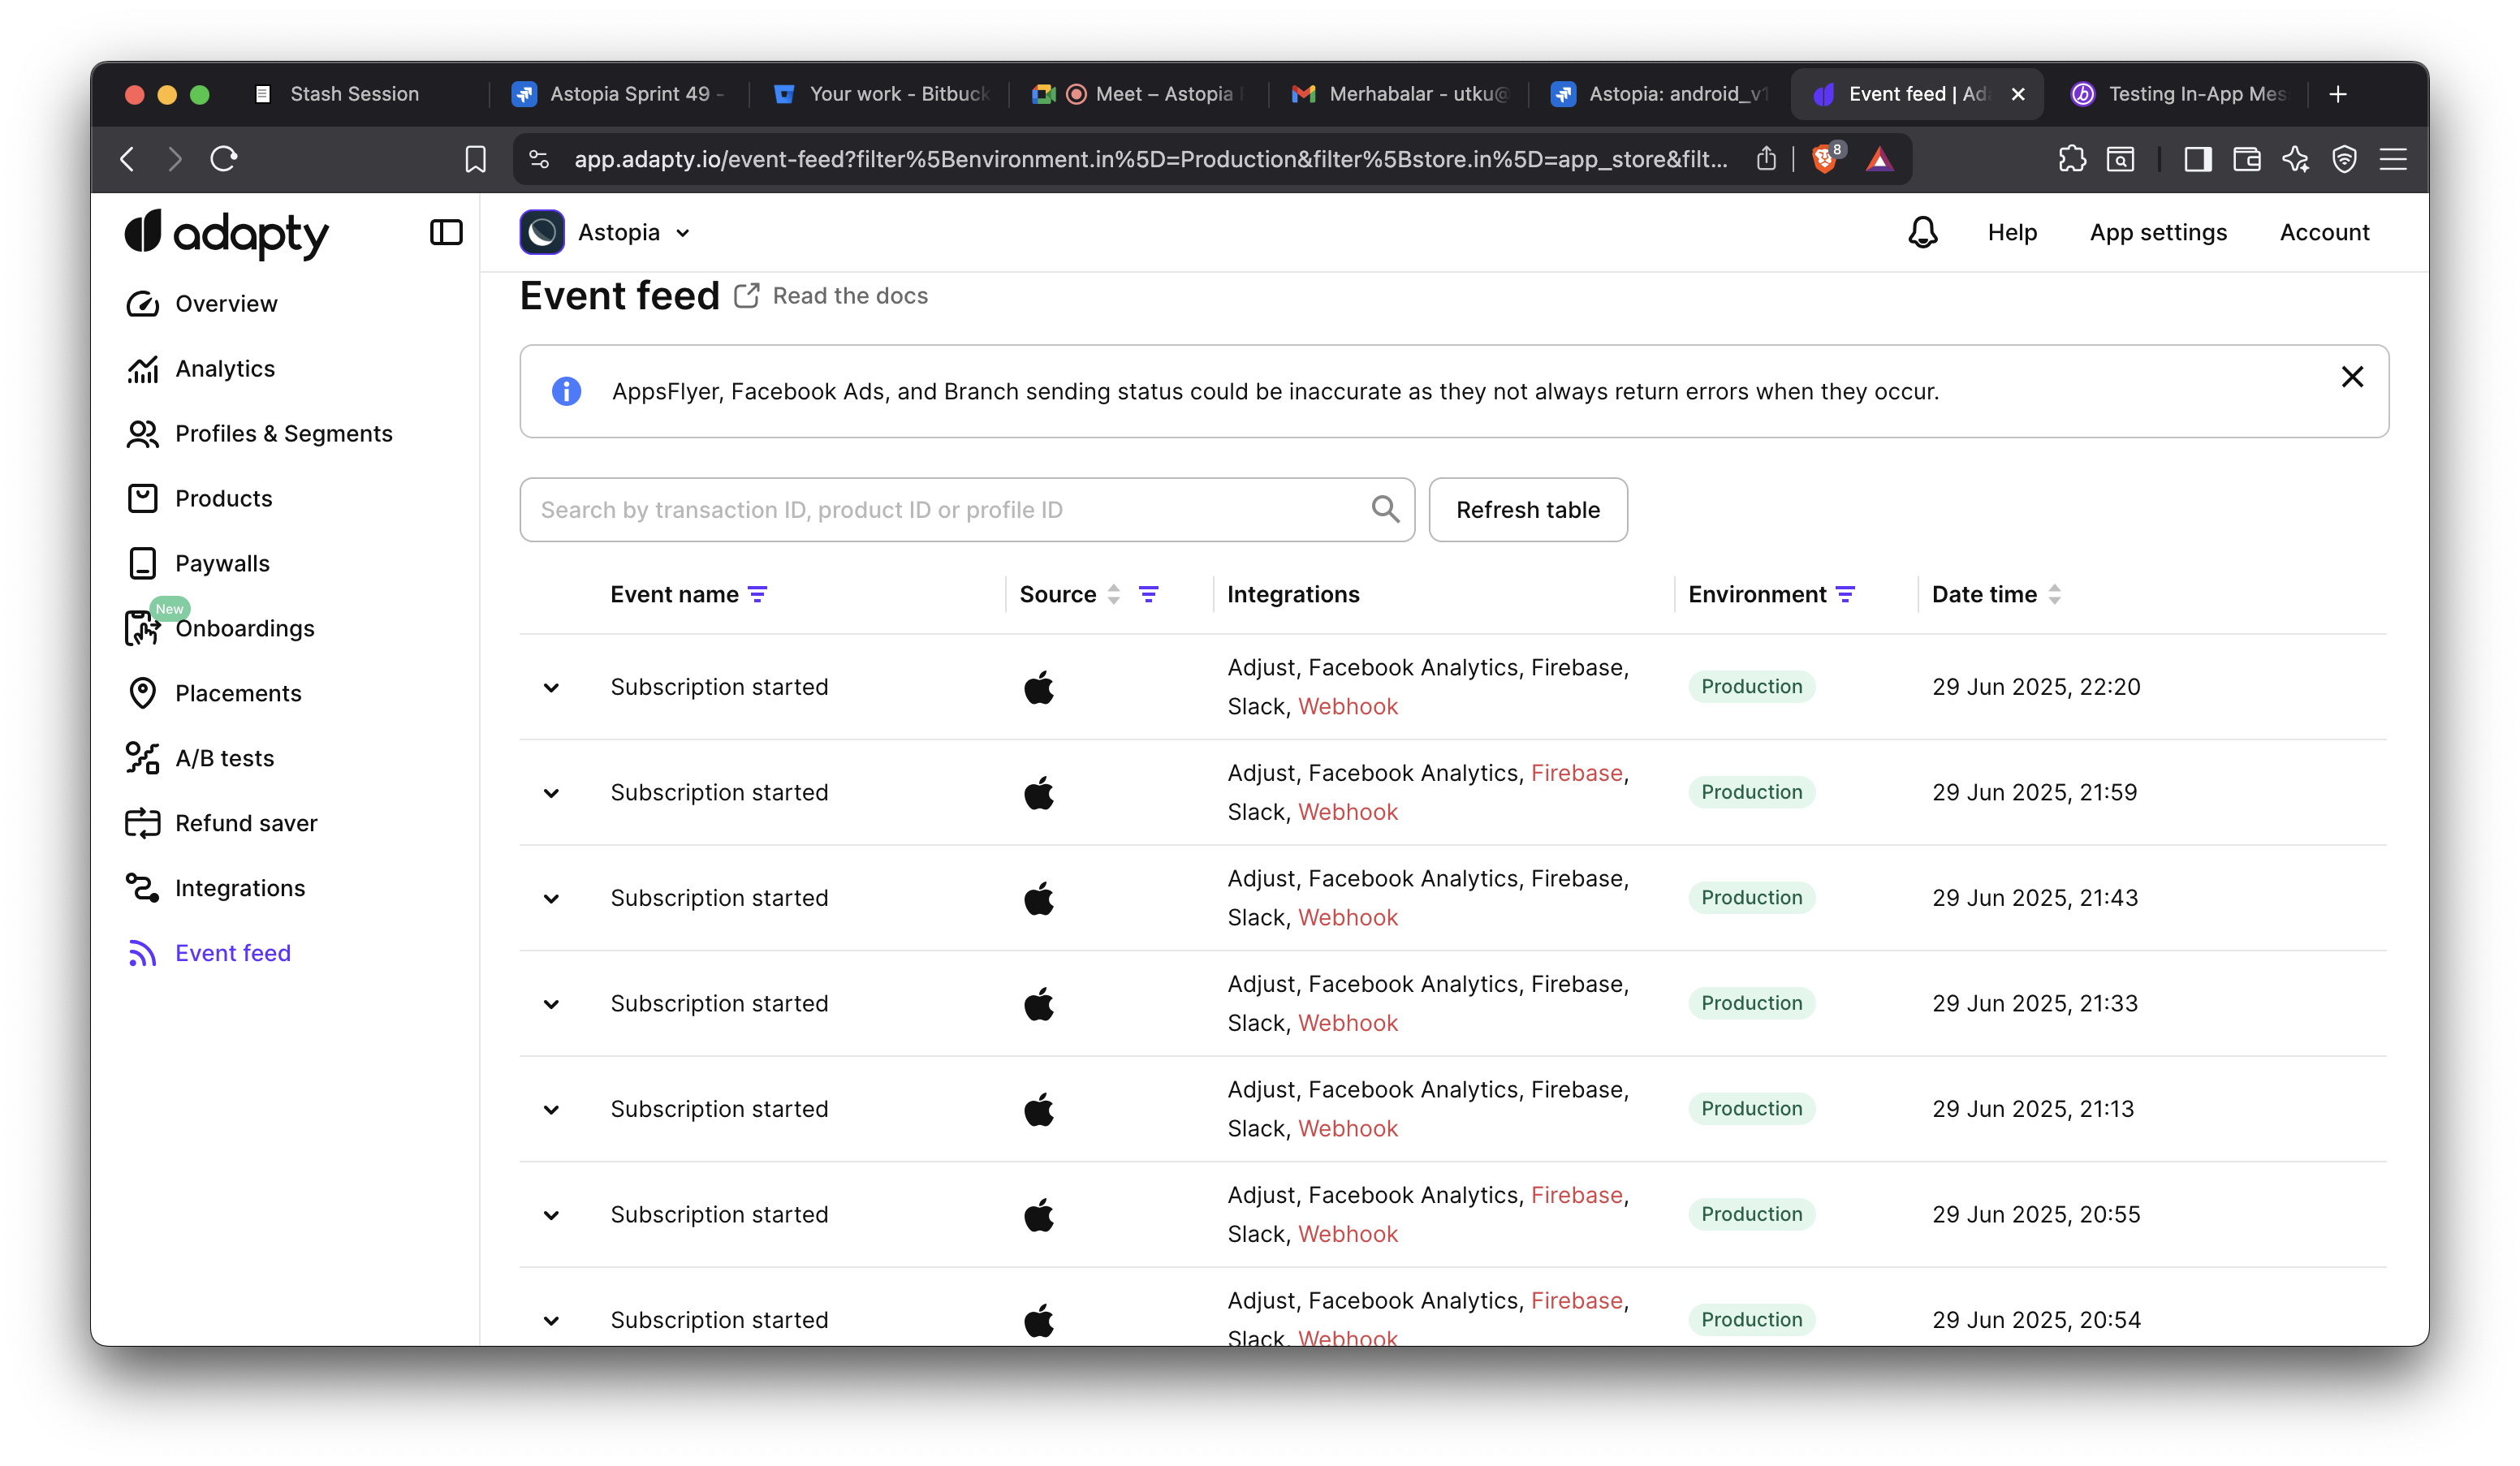 Stash Session
Astopia Sprint 49 -
Your work - Bitbuck
Meet – Astopia
Merhabalar - utku@
Astopia: android_v1
Event feed | Ada
Testing In-App Mes
app.adapty.io/event-feed?filter%5Benvironment.in%5D=Production&filter%5Bstore.in%5D=app_store&filt...
8
adapty
Astopia
Help
App settings
Account
Overview
Analytics
Profiles & Segments
Products
Paywalls
New
Onboardings
Placements
A/B tests
Refund saver
Integrations
Event feed
Event feed
Read the docs
AppsFlyer, Facebook Ads, and Branch sending status could be inaccurate as they not always return errors when they occur.
Search by transaction ID, product ID or profile ID
Refresh table
Event name
Source
Integrations
Environment
Date time
Subscription started
Adjust, Facebook Analytics, Firebase,
Slack, Webhook
Production
29 Jun 2025, 22:20
Subscription started
Adjust, Facebook Analytics, Firebase,
Slack, Webhook
Production
29 Jun 2025, 21:59
Subscription started
Adjust, Facebook Analytics, Firebase,
Slack, Webhook
Production
29 Jun 2025, 21:43
Subscription started
Adjust, Facebook Analytics, Firebase,
Slack, Webhook
Production
29 Jun 2025, 21:33
Subscription started
Adjust, Facebook Analytics, Firebase,
Slack, Webhook
Production
29 Jun 2025, 21:13
Subscription started
Adjust, Facebook Analytics, Firebase,
Slack, Webhook
Production
29 Jun 2025, 20:55
Subscription started
Adjust, Facebook Analytics, Firebase,
Slack, Webhook
Production
29 Jun 2025, 20:54